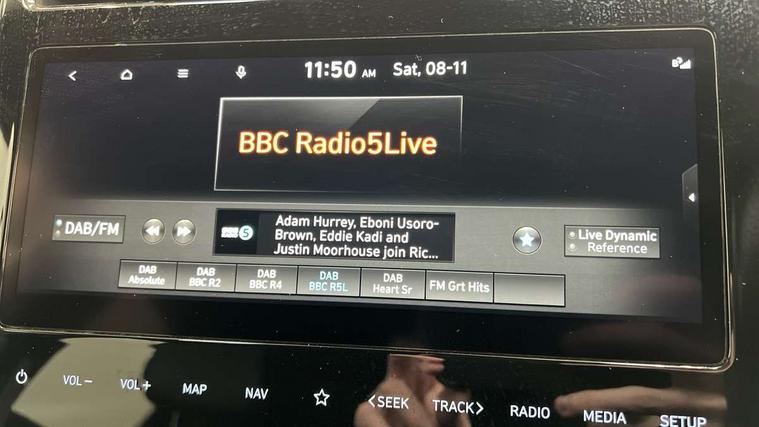 11:50 AM Sat, 08-11
BBC Radio5Live
DAB/FM
5
Adam Hurrey, Eboni Usoro-
Brown, Eddie Kadi and
Justin Moorhouse join Ric...
Live Dynamic
Reference
DAB
Absolute
DAB
BBC R2
DAB
BBC R4
DAB
BBC R5L
DAB
Heart Sr
FM Grt Hits
VOL−
VOL+
MAP
NAV
<SEEK
TRACK>
RADIO
MEDIA
SETUP